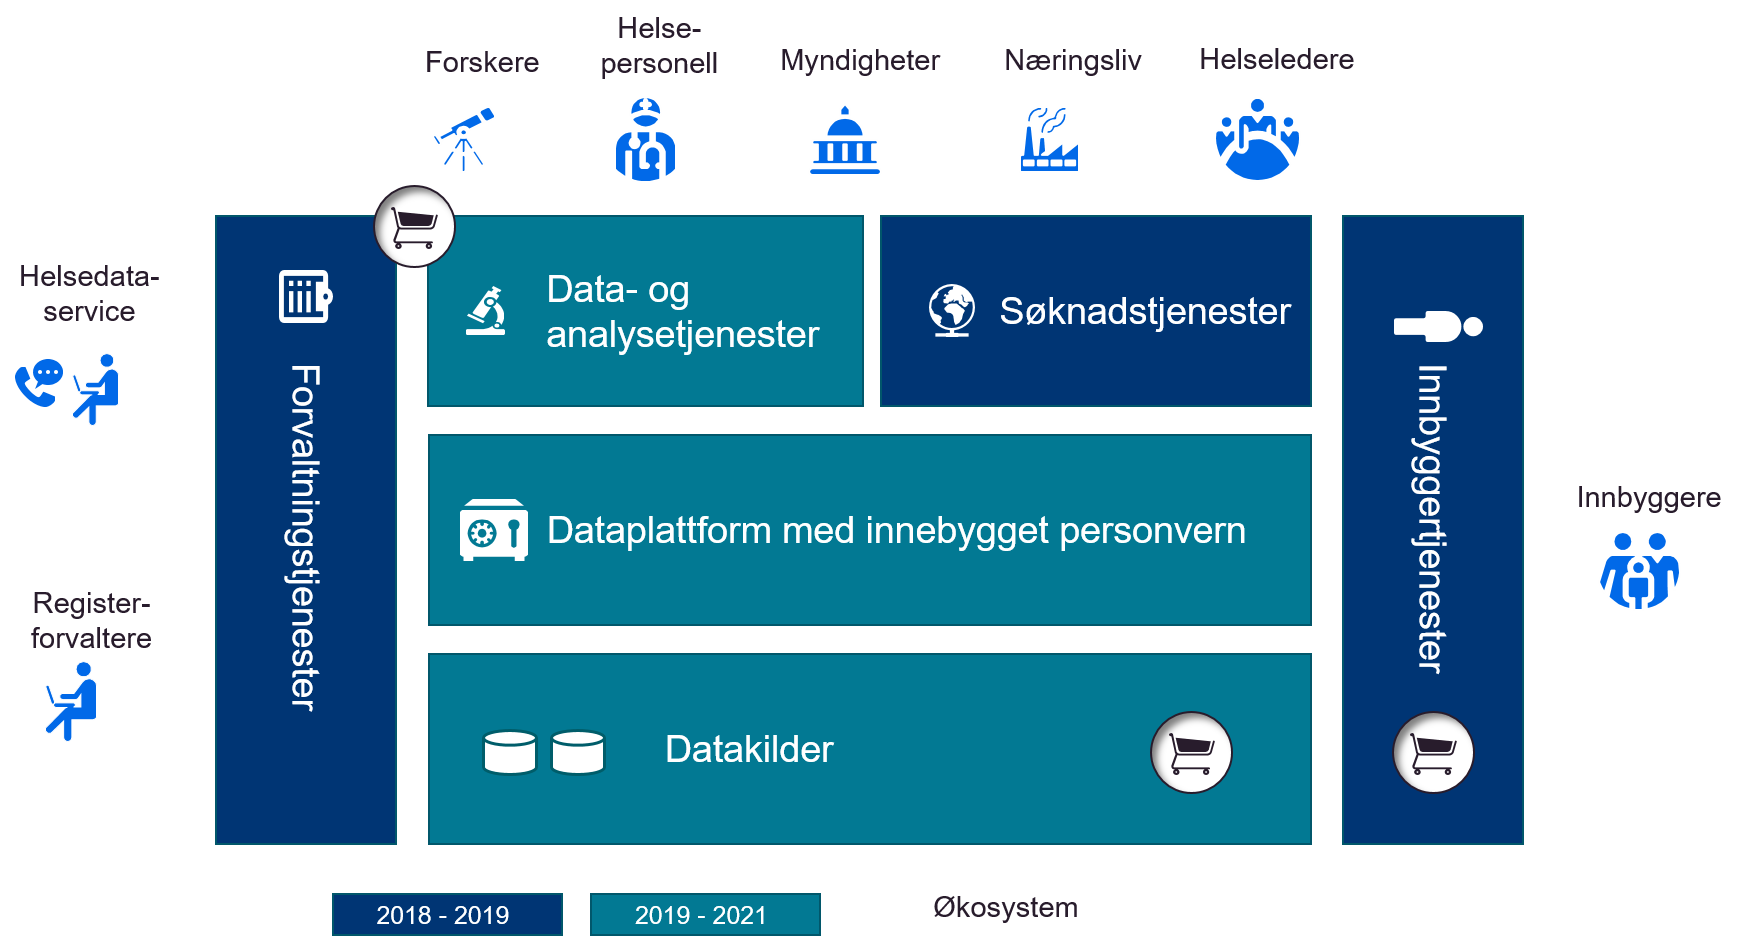 Forskere
Helse-
personell
Myndigheter
Næringsliv
Helseledere
Helsedata-
service
Register-
forvaltere
Forvaltningstjenester
Data- og
analysetjenester
Søknadstjenester
Dataplattform med innebygget personvern
Datakilder
Innbyggertjenester
Innbyggere
2018 - 2019
2019 - 2021
Økosystem